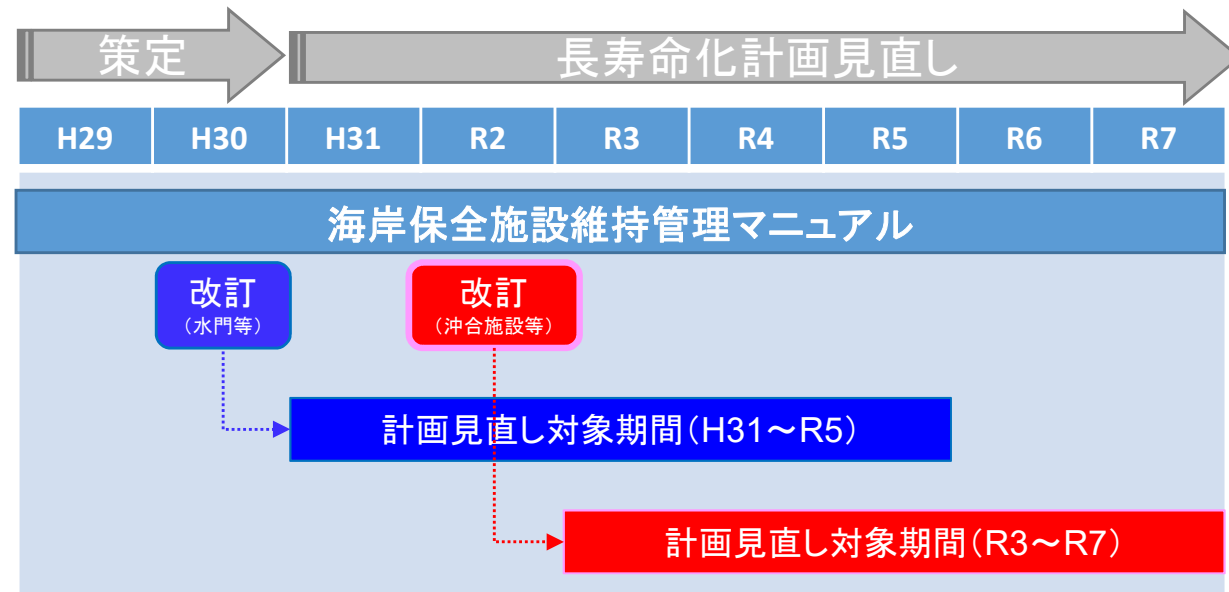 策定
長寿命化計画見直し
H29 H30 H31 R2 R3 R4 R5 R6 R7
海岸保全施設維持管理マニュアル
改訂
（水門等）
改訂
（沖合施設等）
計画見直し対象期間（H31～R5）
計画見直し対象期間（R3～R7）